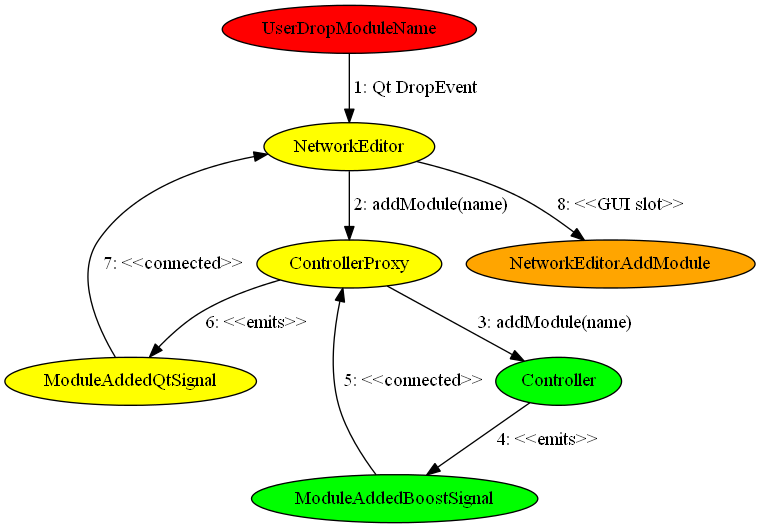 UserDropModuleName
1: Qt DropEvent
NetworkEditor
2: addModule(name)
8: <<GUI slot>>
7: <<connected>>
ControllerProxy
NetworkEditorAddModule
6: <<emits>>
3: addModule(name)
ModuleAddedQtSignal
5: <<connected>>
Controller
4: <<emits>>
ModuleAddedBoostSignal